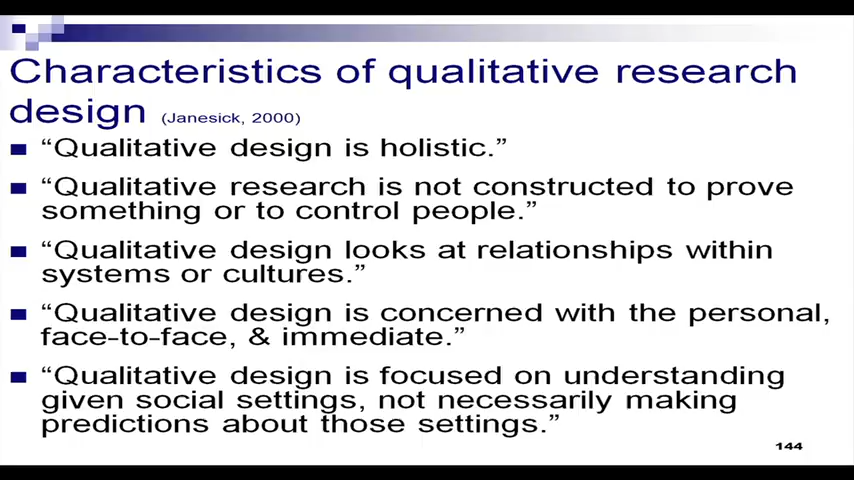 Characteristics of qualitative research
design (Janesick, 2000)
“Qualitative design is holistic.”
“Qualitative research is not constructed to prove
something or to control people.”
“Qualitative design looks at relationships within
systems or cultures.”
“Qualitative design is concerned with the personal,
face-to-face, & immediate.”
“Qualitative design is focused on understanding
given social settings, not necessarily making
predictions about those settings.”
144